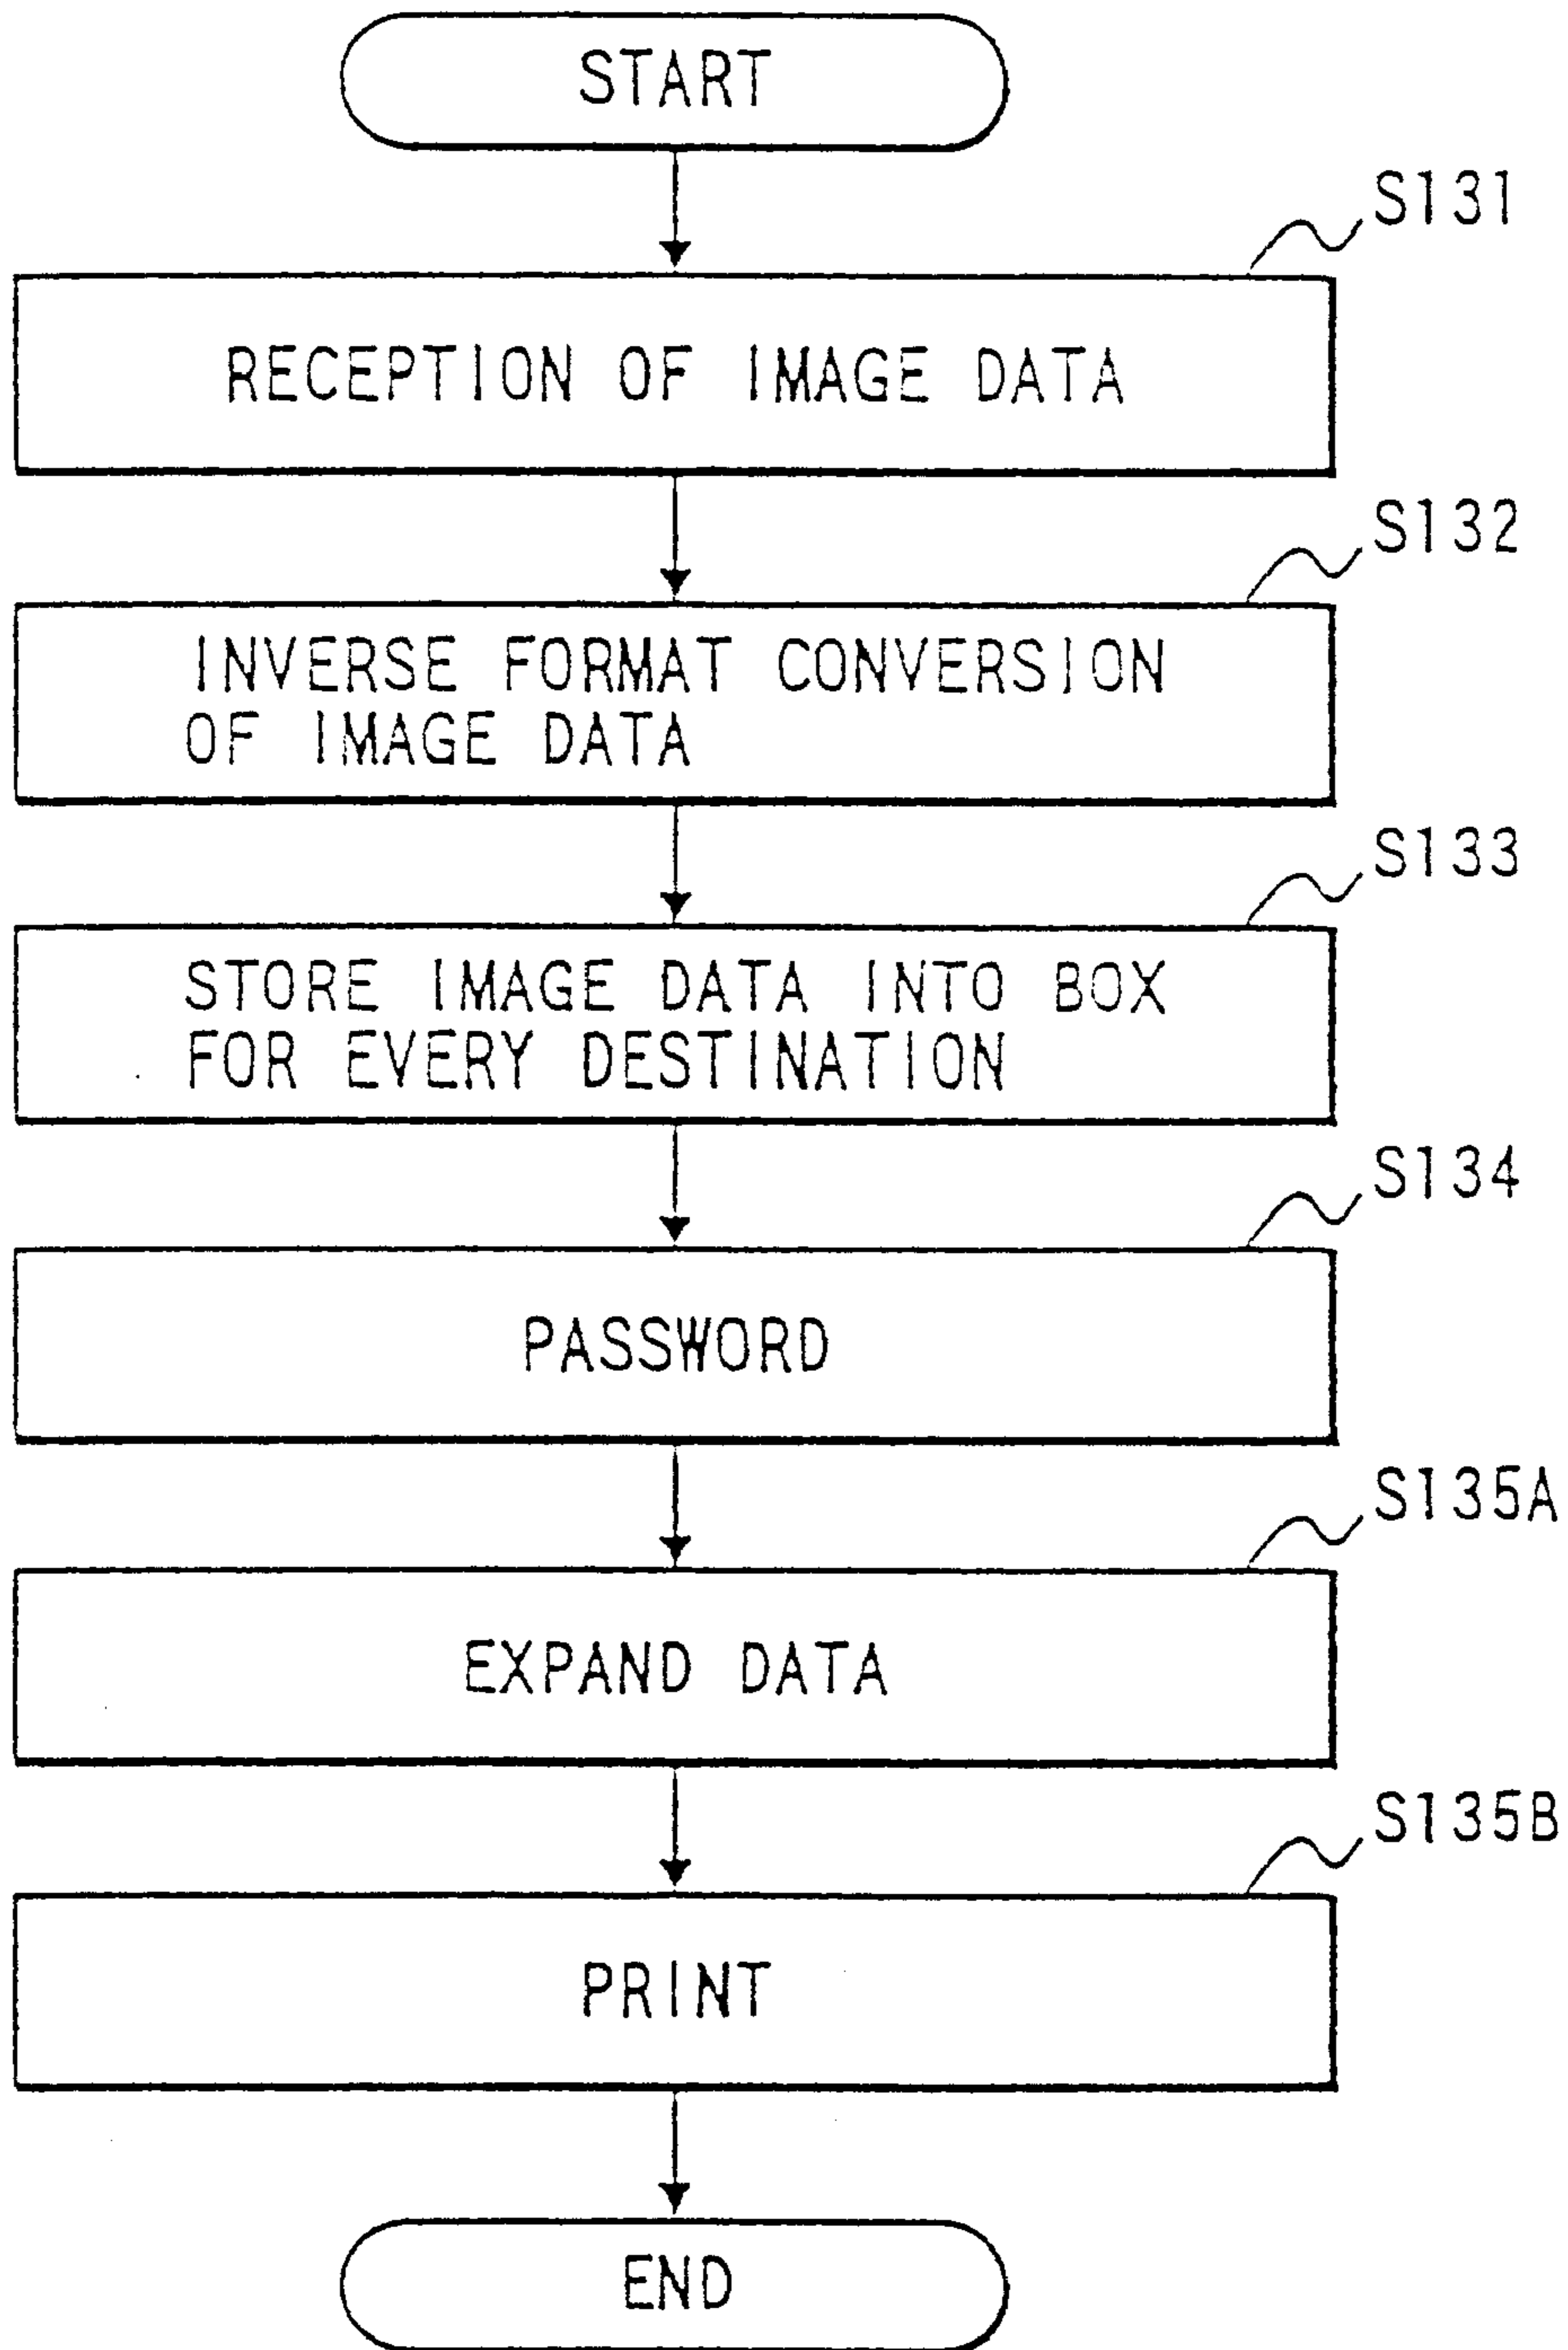 START
S131
RECEPTION OF IMAGE DATA
S132
INVERSE FORMAT CONVERSION
OF IMAGE DATA
S133
STORE IMAGE DATA INTO BOX
FOR EVERY DESTINATION
S134
PASSWORD
S135A
EXPAND DATA
S135B
PRINT
END